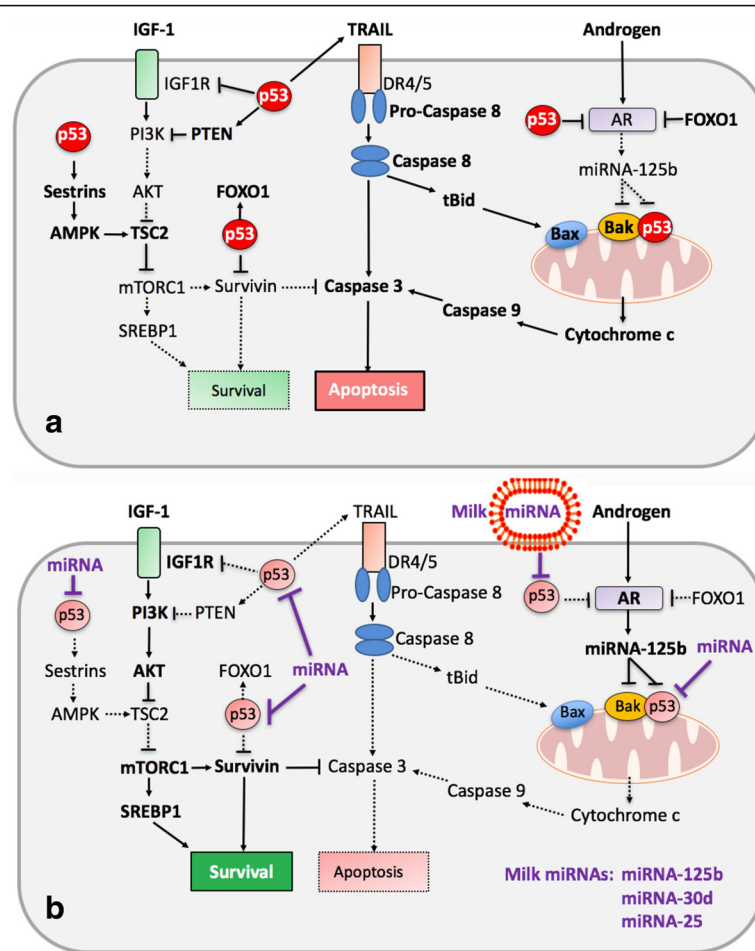 IGF-1
TRAIL
Androgen
IGF1R
p53
DR4/5
Pro-Caspase 8
p53
AR
FOXO1
p53
PI3K
PTEN
Caspase 8
miRNA-125b
Sestrins
AKT
FOXO1
tBid
AMPK
TSC2
p53
Bax
Bak
p53
mTORC1
Survivin
Caspase 3
Caspase 9
SREBP1
Cytochrome c
Survival
Apoptosis
a
IGF-1
TRAIL
Milk
miRNA
Androgen
miRNA
IGF1R
p53
DR4/5
Pro-Caspase 8
p53
AR
FOXO1
p53
PI3K
PTEN
Caspase 8
miRNA-125b
miRNA
Sestrins
AKT
FOXO1
miRNA
tBid
AMPK
TSC2
p53
Bax
Bak
p53
mTORC1
Survivin
Caspase 3
Caspase 9
SREBP1
Cytochrome c
Survival
Apoptosis
Milk miRNAs: miRNA-125b
miRNA-30d
miRNA-25
b